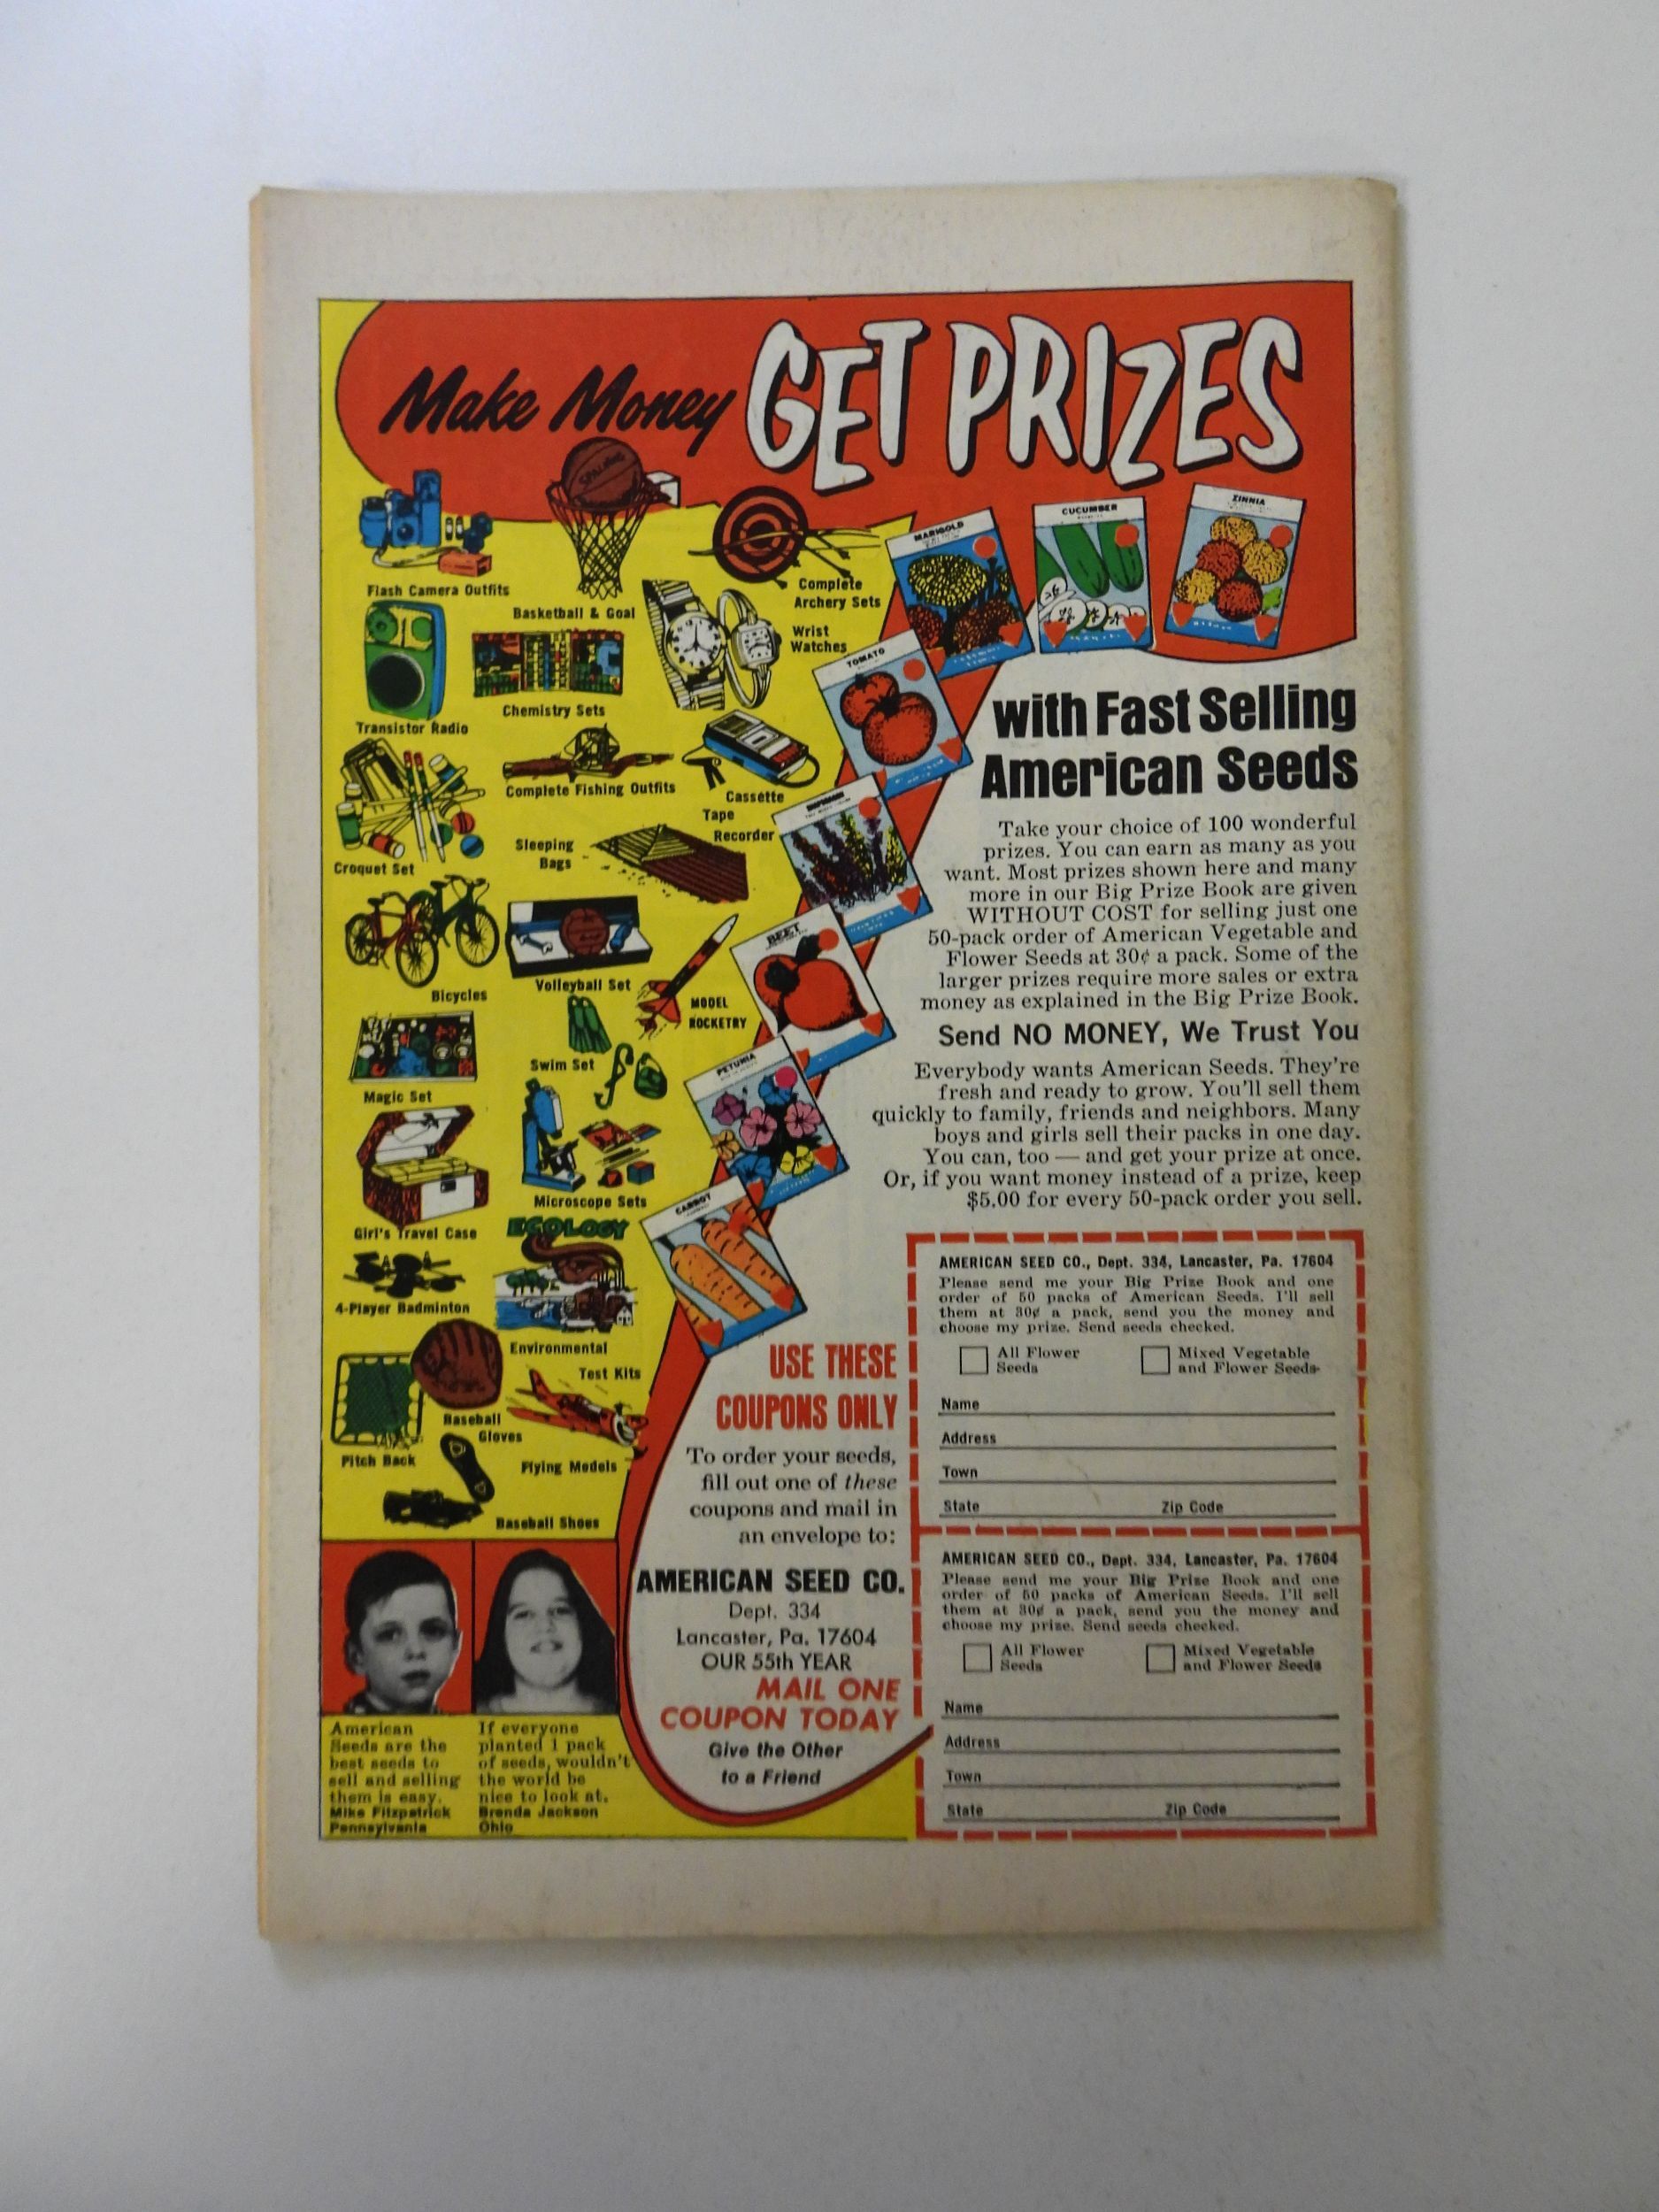 Make Money GET PRIZES
SPALDING
Flash Camera Outfits
Basketball & Goal
Complete
Archery Sets
Wrist
Watches
Transistor Radio
Chemistry Sets
Complete Fishing Outfits
Cassette
Tape
Recorder
Croquet Set
Sleeping
Bags
Bicycles
Volleyball Set
MODEL
ROCKETRY
Swim Set
Magic Set
Microscope Sets
Girl's Travel Case
ECOLOGY
4-Player Badminton
Environmental
Test Kits
Baseball
Gloves
Pitch Back
Flying Models
Baseball Shoes
MARIGOLD
CUCUMBER
ZINNIA
TOMATO
BEET
PETUNIA
CARROT
with Fast Selling
American Seeds
Take your choice of 100 wonderful
prizes. You can earn as many as you
want. Most prizes shown here and many
more in our Big Prize Book are given
WITHOUT COST for selling just one
50-pack order of American Vegetable and
Flower Seeds at 30¢ a pack. Some of the
larger prizes require more sales or extra
money as explained in the Big Prize Book.
Send NO MONEY, We Trust You
Everybody wants American Seeds. They're
fresh and ready to grow. You'll sell them
quickly to family, friends and neighbors. Many
boys and girls sell their packs in one day.
You can, too — and get your prize at once.
Or, if you want money instead of a prize, keep
$5.00 for every 50-pack order you sell.
USE THESE
COUPONS ONLY
To order your seeds,
fill out one of these
coupons and mail in
an envelope to:
AMERICAN SEED CO.
Dept. 334
Lancaster, Pa. 17604
OUR 55th YEAR
MAIL ONE
COUPON TODAY
Give the Other
to a Friend
AMERICAN SEED CO., Dept. 334, Lancaster, Pa. 17604
Please send me your Big Prize Book and one
order of 50 packs of American Seeds. I'll sell
them at 30¢ a pack, send you the money and
choose my prize. Send seeds checked.
All Flower
Seeds
Mixed Vegetable
and Flower Seeds
Name
Address
Town
State Zip Code
AMERICAN SEED CO., Dept. 334, Lancaster, Pa. 17604
Please send me your Big Prize Book and one
order of 50 packs of American Seeds. I'll sell
them at 30¢ a pack, send you the money and
choose my prize. Send seeds checked.
All Flower
Seeds
Mixed Vegetable
and Flower Seeds
Name
Address
Town
State Zip Code
American
Seeds are the
best seeds to
sell and selling
them is easy.
Mike Fitzpatrick
Pennsylvania
If everyone
planted 1 pack
of seeds, wouldn't
the world be
nice to look at.
Brenda Jackson
Ohio